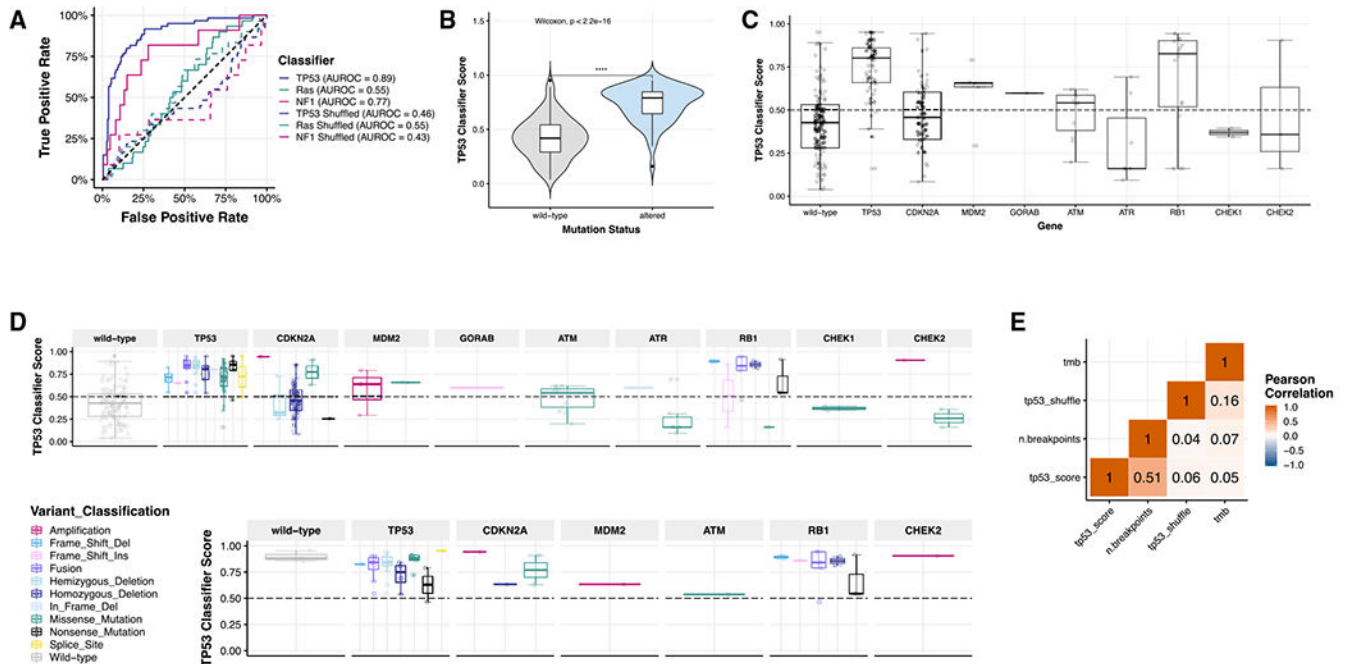 A
100%
75%
50%
25%
0%
True Positive Rate
0% 25% 50% 75% 100%
False Positive Rate
Classifier
TP53 (AUROC = 0.89)
Ras (AUROC = 0.55)
NF1 (AUROC = 0.77)
TP53 Shuffled (AUROC = 0.46)
Ras Shuffled (AUROC = 0.55)
NF1 Shuffled (AUROC = 0.43)
B
Wilcoxon, p < 2.2e-16
****
1.5
1.0
0.5
0.0
TP53 Classifier Score
wild-type altered
Mutation Status
C
1.00
0.75
0.50
0.25
0.00
TP53 Classifier Score
wild-type TP53 CDKN2A MDM2 GORAB ATM ATR RB1 CHEK1 CHEK2
Gene
D
wild-type TP53 CDKN2A MDM2 GORAB ATM ATR RB1 CHEK1 CHEK2
1.00
0.75
0.50
0.25
0.00
TP53 Classifier Score
Variant_Classification
Amplification
Frame_Shift_Del
Frame_Shift_Ins
Fusion
Hemizygous_Deletion
Homozygous_Deletion
In_Frame_Del
Missense_Mutation
Nonsense_Mutation
Splice_Site
Wild-type
wild-type TP53 CDKN2A MDM2 ATM RB1 CHEK2
1.00
0.75
0.50
0.25
0.00
TP53 Classifier Score
E
tmb 1
tp53_shuffle 1 0.16
n.breakpoints 1 0.04 0.07
tp53_score 1 0.51 0.06 0.05
tp53_score n.breakpoints tp53_shuffle tmb
Pearson
Correlation
1.0
0.5
0.0
−0.5
−1.0